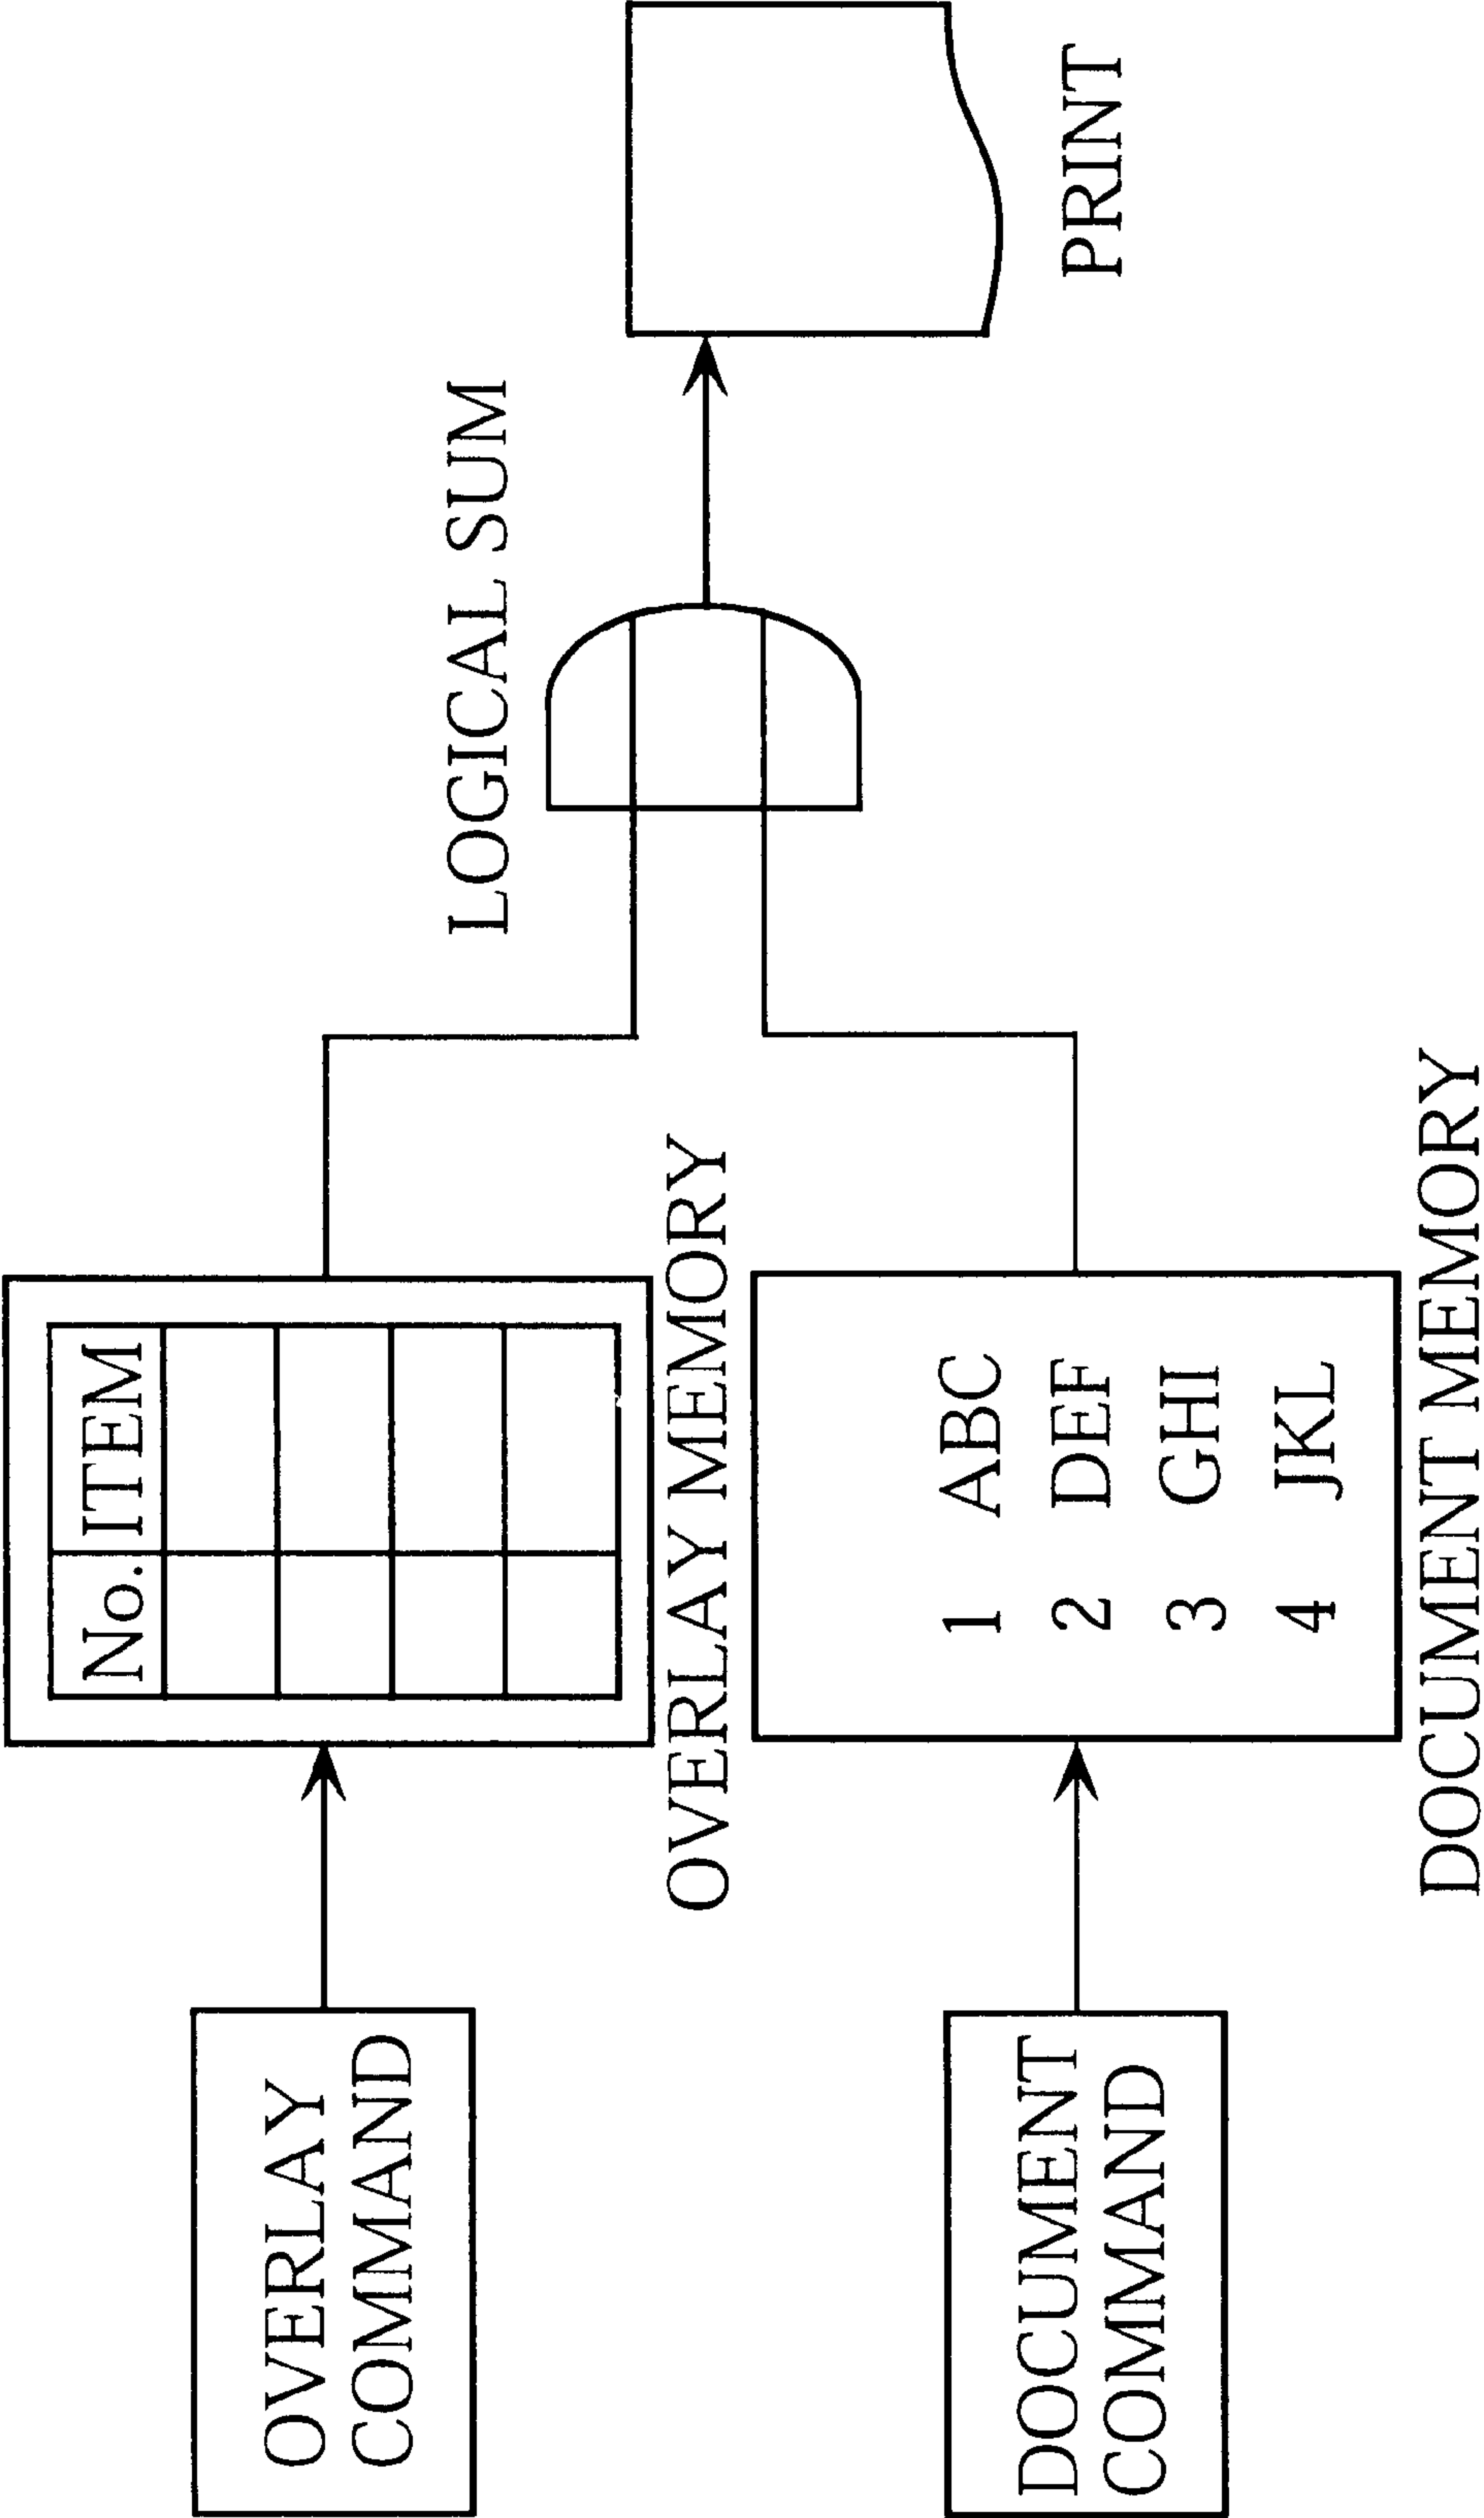 OVERLAY
COMMAND
No. ITEM
OVERLAY MEMORY
DOCUMENT
COMMAND
1 ABC
2 DEF
3 GHI
4 JKL
DOCUMENT MEMORY
LOGICAL SUM
PRINT